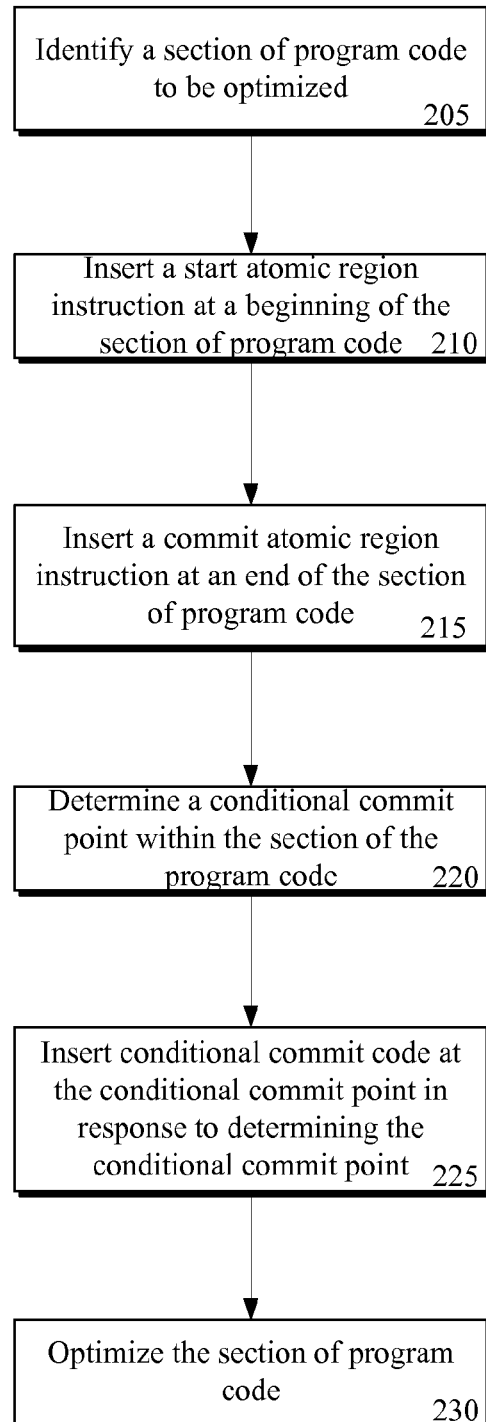 Identify a section of program code
to be optimized
205
Insert a start atomic region
instruction at a beginning of the
section of program code 210
Insert a commit atomic region
instruction at an end of the section
of program code
215
Determine a conditional commit
point within the section of the
program code 220
Insert conditional commit code at
the conditional commit point in
response to determining the
conditional commit point 225
Optimize the section of program
code 230